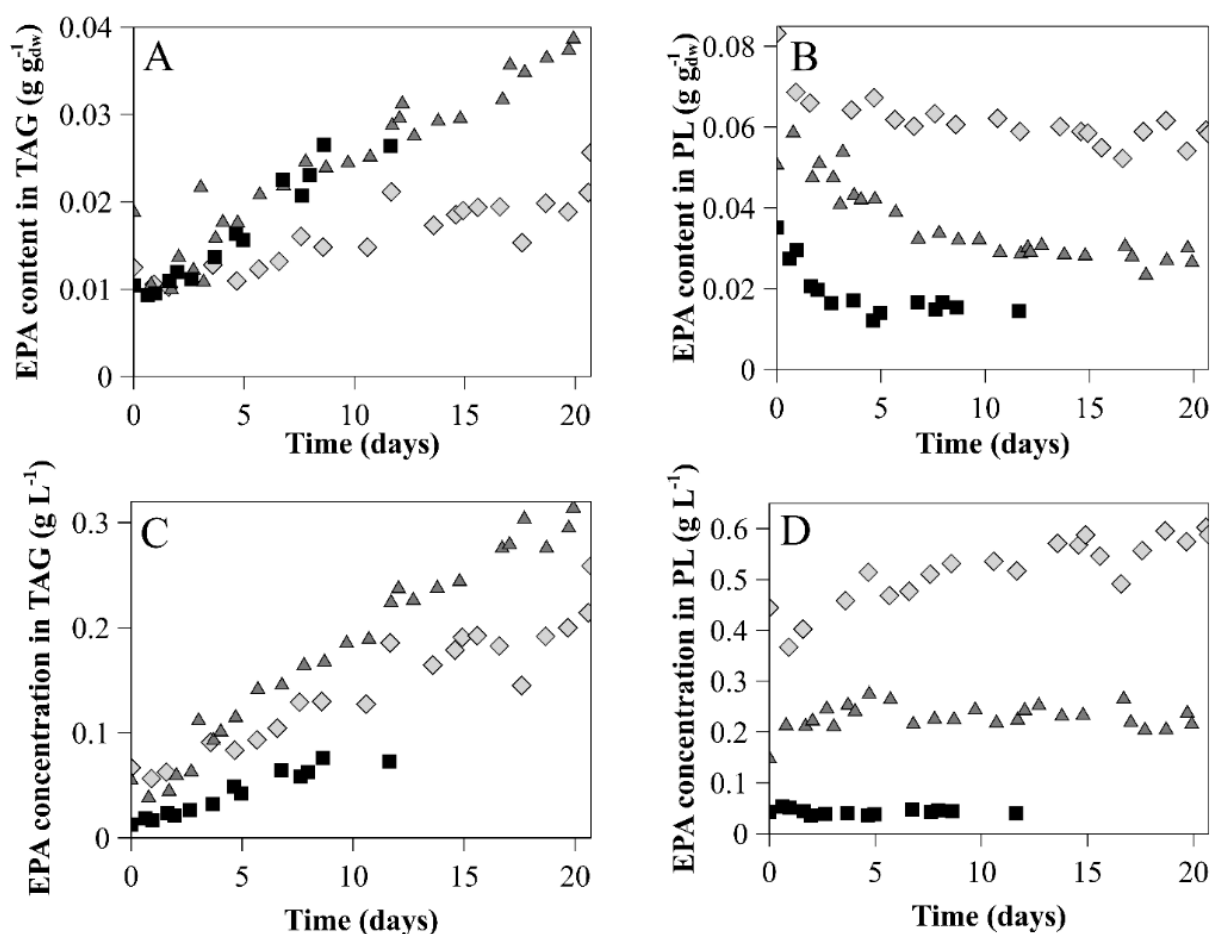 A
EPA content in TAG (g g⁻¹dw)
0.04
0.03
0.02
0.01
0
0 5 10 15 20
Time (days)
B
EPA content in PL (g g⁻¹dw)
0.08
0.06
0.04
0.02
0
0 5 10 15 20
Time (days)
C
EPA concentration in TAG (g L⁻¹)
0.3
0.2
0.1
0
0 5 10 15 20
Time (days)
D
EPA concentration in PL (g L⁻¹)
0.6
0.5
0.4
0.3
0.2
0.1
0
0 5 10 15 20
Time (days)